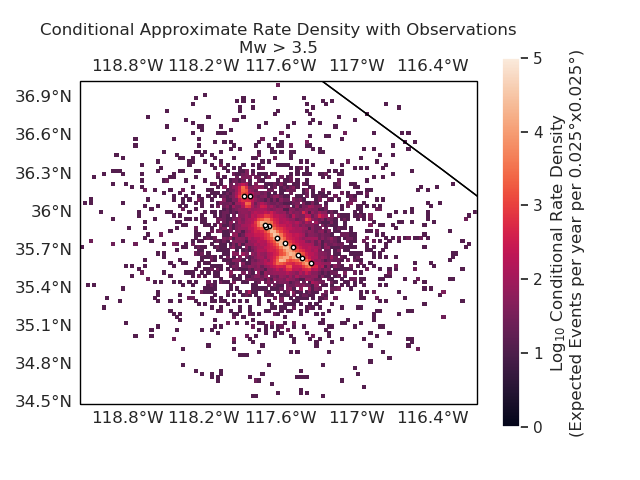 Conditional Approximate Rate Density with Observations
Mw > 3.5
118.8°W 118.2°W 117.6°W 117°W 116.4°W
36.9°N
36.6°N
36.3°N
36°N
35.7°N
35.4°N
35.1°N
34.8°N
34.5°N
118.8°W 118.2°W 117.6°W 117°W 116.4°W
5
4
3
2
1
0
Log₁₀ Conditional Rate Density
(Expected Events per year per 0.025°x0.025°)